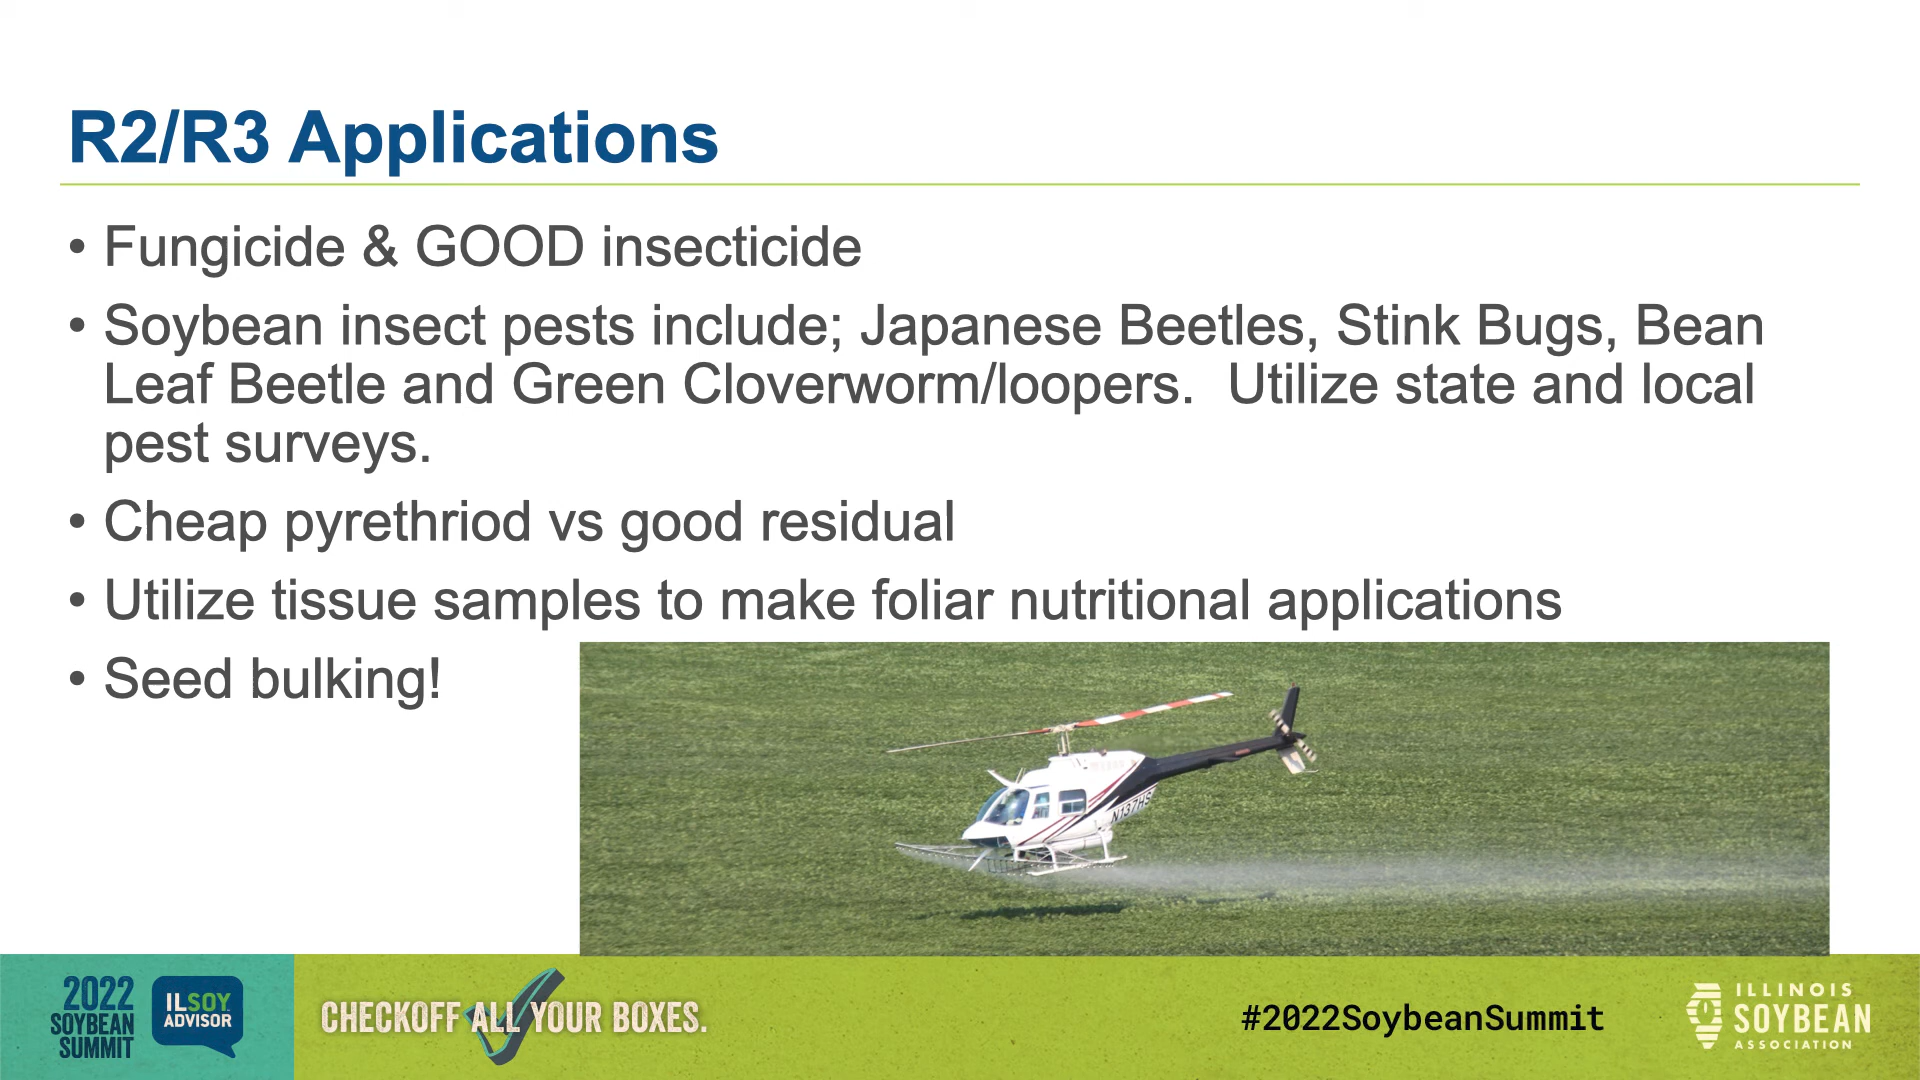 R2/R3 Applications
• Fungicide & GOOD insecticide
• Soybean insect pests include; Japanese Beetles, Stink Bugs, Bean
Leaf Beetle and Green Cloverworm/loopers.  Utilize state and local
pest surveys.
• Cheap pyrethriod vs good residual
• Utilize tissue samples to make foliar nutritional applications
• Seed bulking!
N137HS
2022
SOYBEAN
SUMMIT
ILSOY
ADVISOR
CHECKOFF ALL YOUR BOXES.
#2022SoybeanSummit
ILLINOIS
SOYBEAN
ASSOCIATION